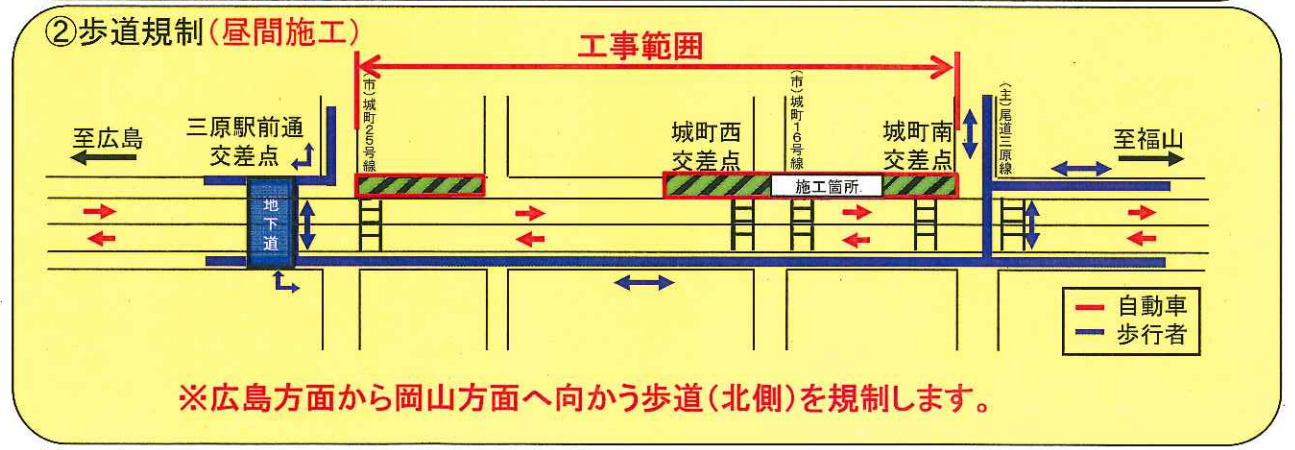 ②歩道規制(昼間施工)
工事範囲
(市)城町25号線
(市)城町16号線
(主)尾道三原線
至広島
三原駅前通
交差点
城町西
交差点
城町南
交差点
至福山
施工箇所
地下道
自動車
歩行者
※広島方面から岡山方面へ向かう歩道(北側)を規制します。